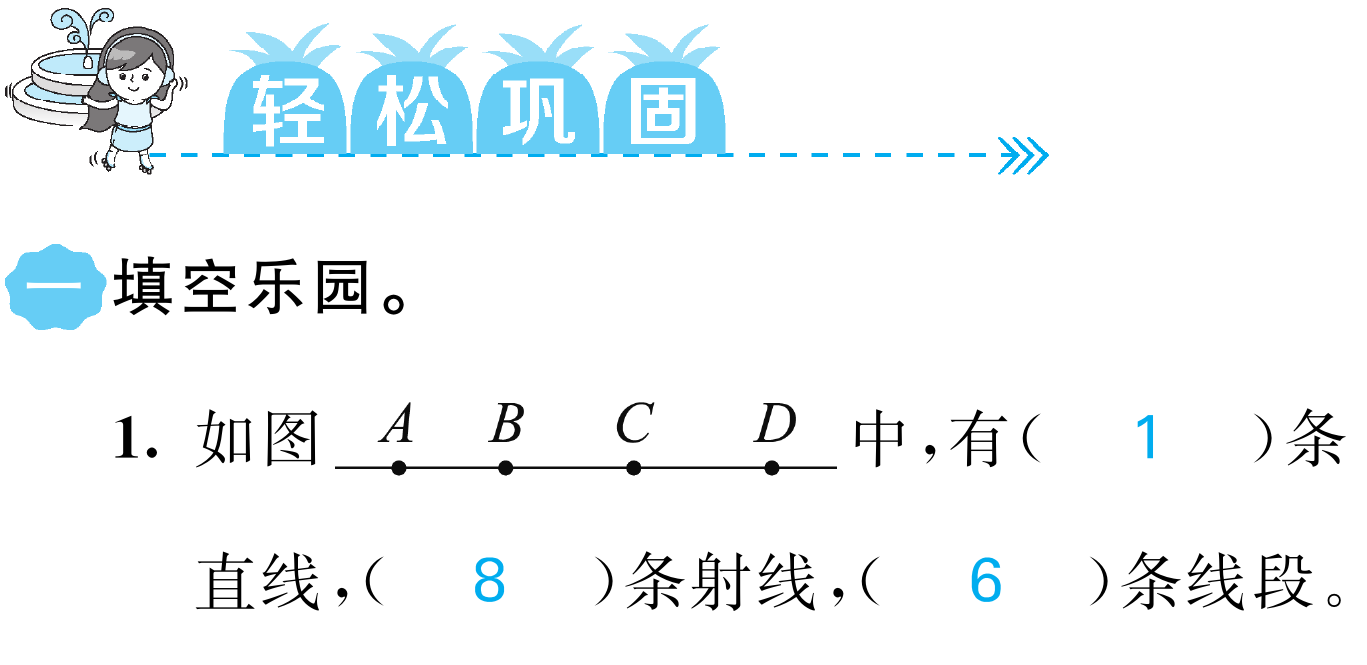 轻松巩固
一 填空乐园。
1. 如图 A B C D 中,有( 1 )条
直线,( 8 )条射线,( 6 )条线段。